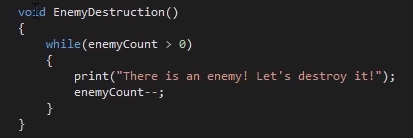 void EnemyDestruction()
{
    while(enemyCount > 0)
    {
        print("There is an enemy! Let's destroy it!");
        enemyCount--;
    }
}